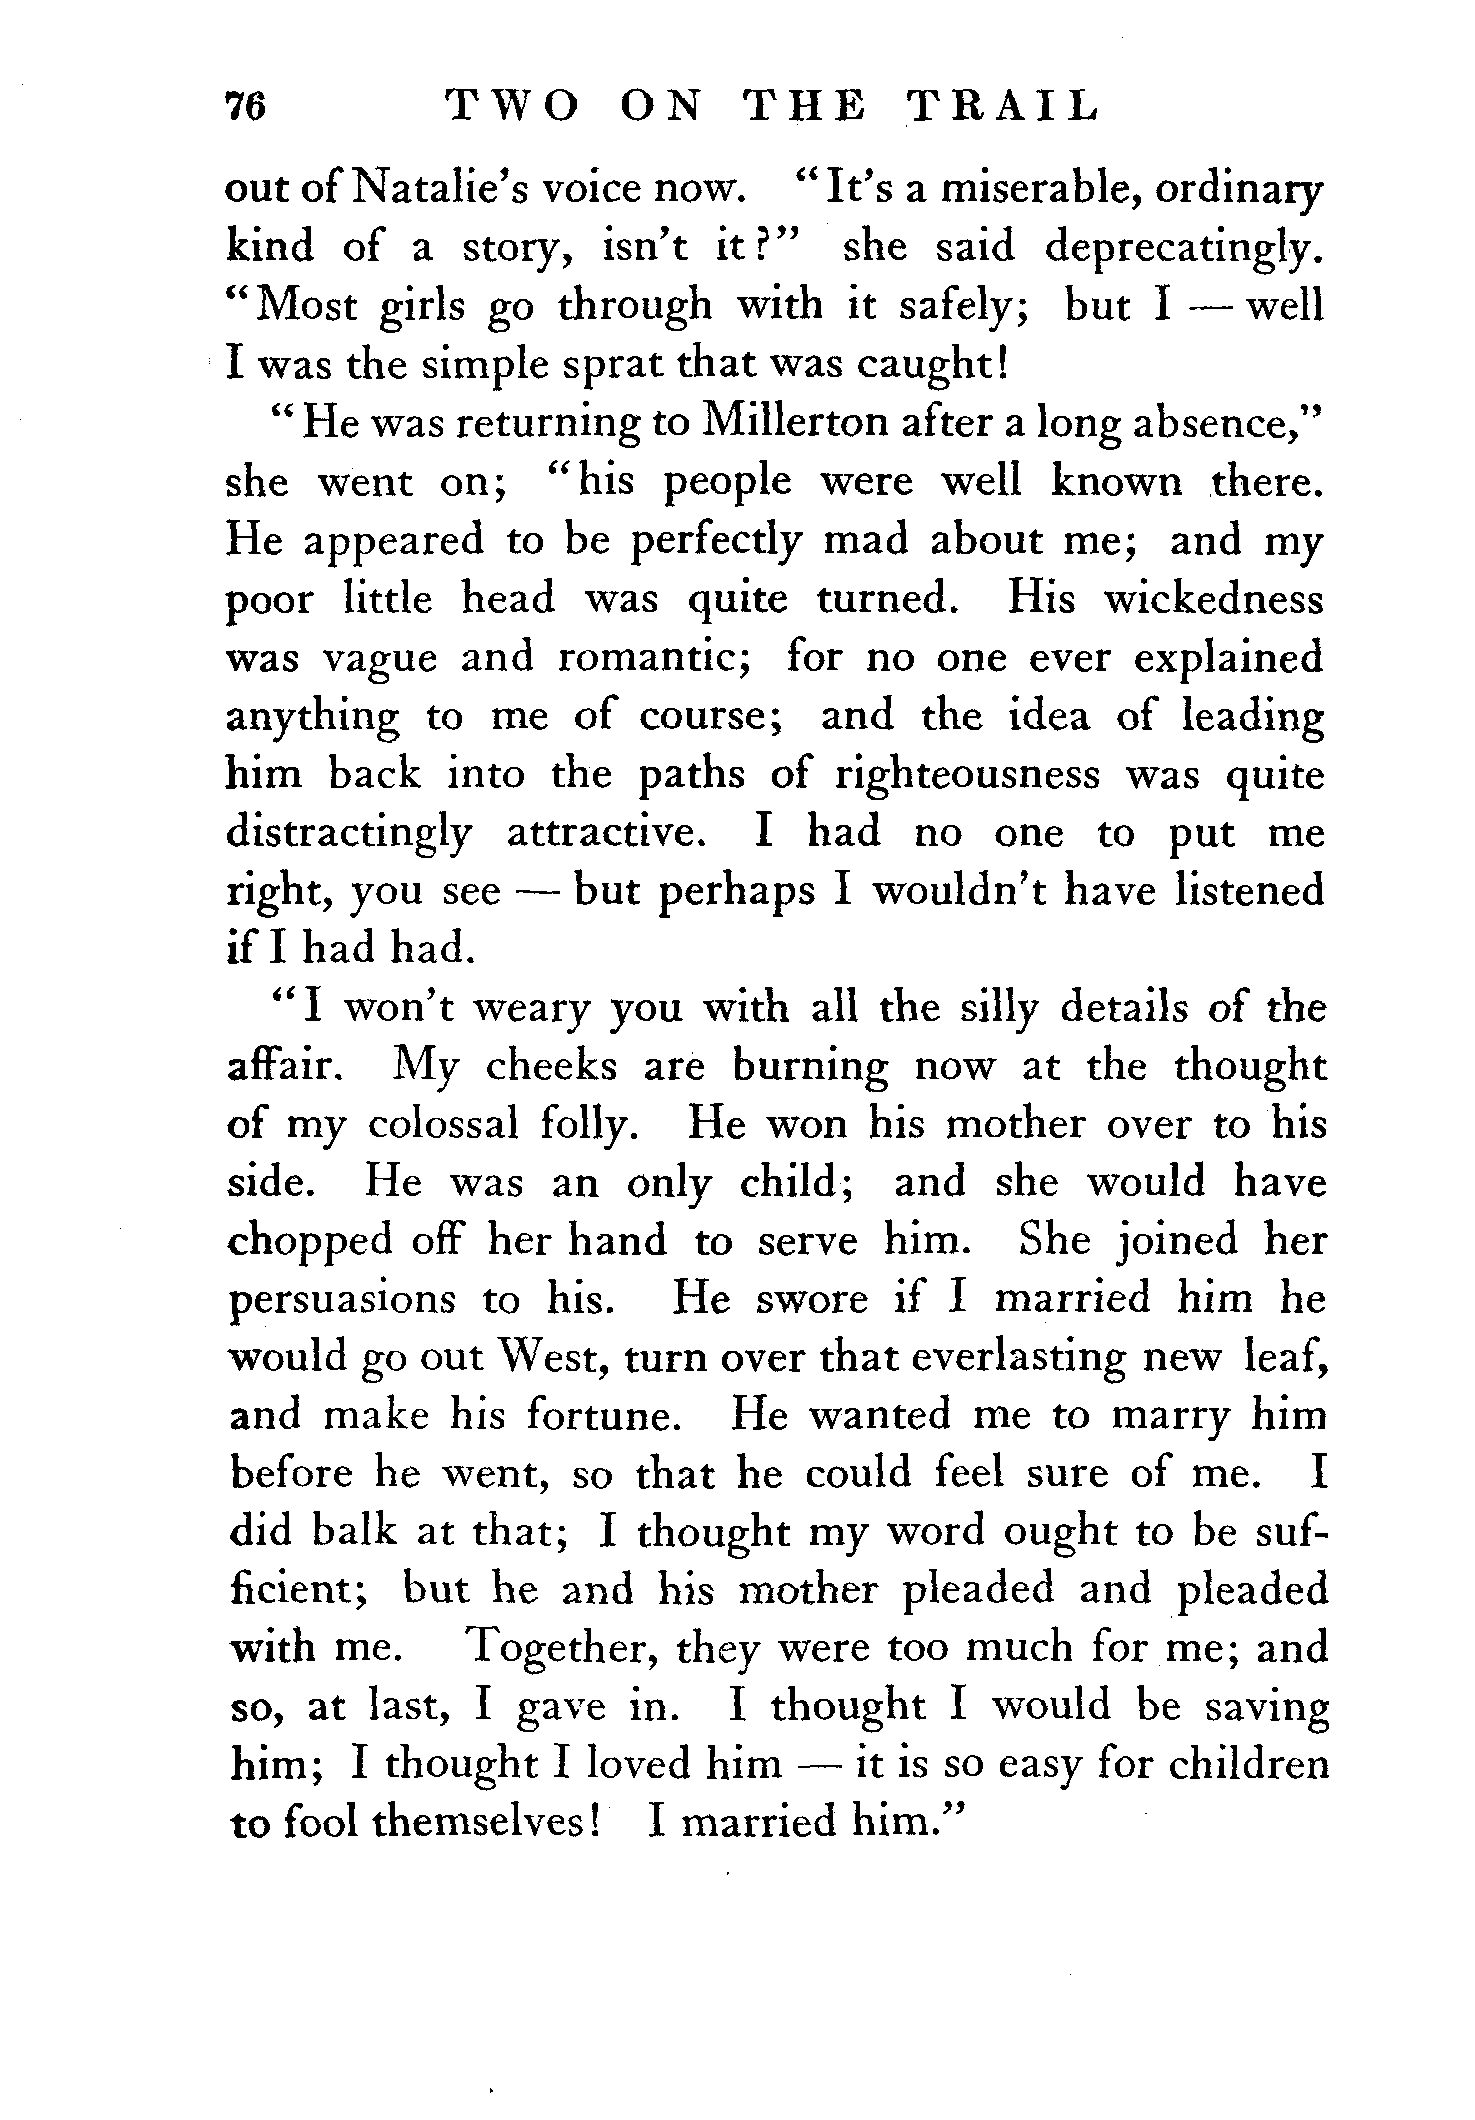 76 TWO ON THE TRAIL
out of Natalie's voice now. "It's a miserable, ordinary
kind of a story, isn't it?" she said deprecatingly.
"Most girls go through with it safely; but I — well
I was the simple sprat that was caught!
"He was returning to Millerton after a long absence,"
she went on; "his people were well known there.
He appeared to be perfectly mad about me; and my
poor little head was quite turned. His wickedness
was vague and romantic; for no one ever explained
anything to me of course; and the idea of leading
him back into the paths of righteousness was quite
distractingly attractive. I had no one to put me
right, you see — but perhaps I wouldn't have listened
if I had had.
"I won't weary you with all the silly details of the
affair. My cheeks are burning now at the thought
of my colossal folly. He won his mother over to his
side. He was an only child; and she would have
chopped off her hand to serve him. She joined her
persuasions to his. He swore if I married him he
would go out West, turn over that everlasting new leaf,
and make his fortune. He wanted me to marry him
before he went, so that he could feel sure of me. I
did balk at that; I thought my word ought to be suf-
ficient; but he and his mother pleaded and pleaded
with me. Together, they were too much for me; and
so, at last, I gave in. I thought I would be saving
him; I thought I loved him — it is so easy for children
to fool themselves! I married him."